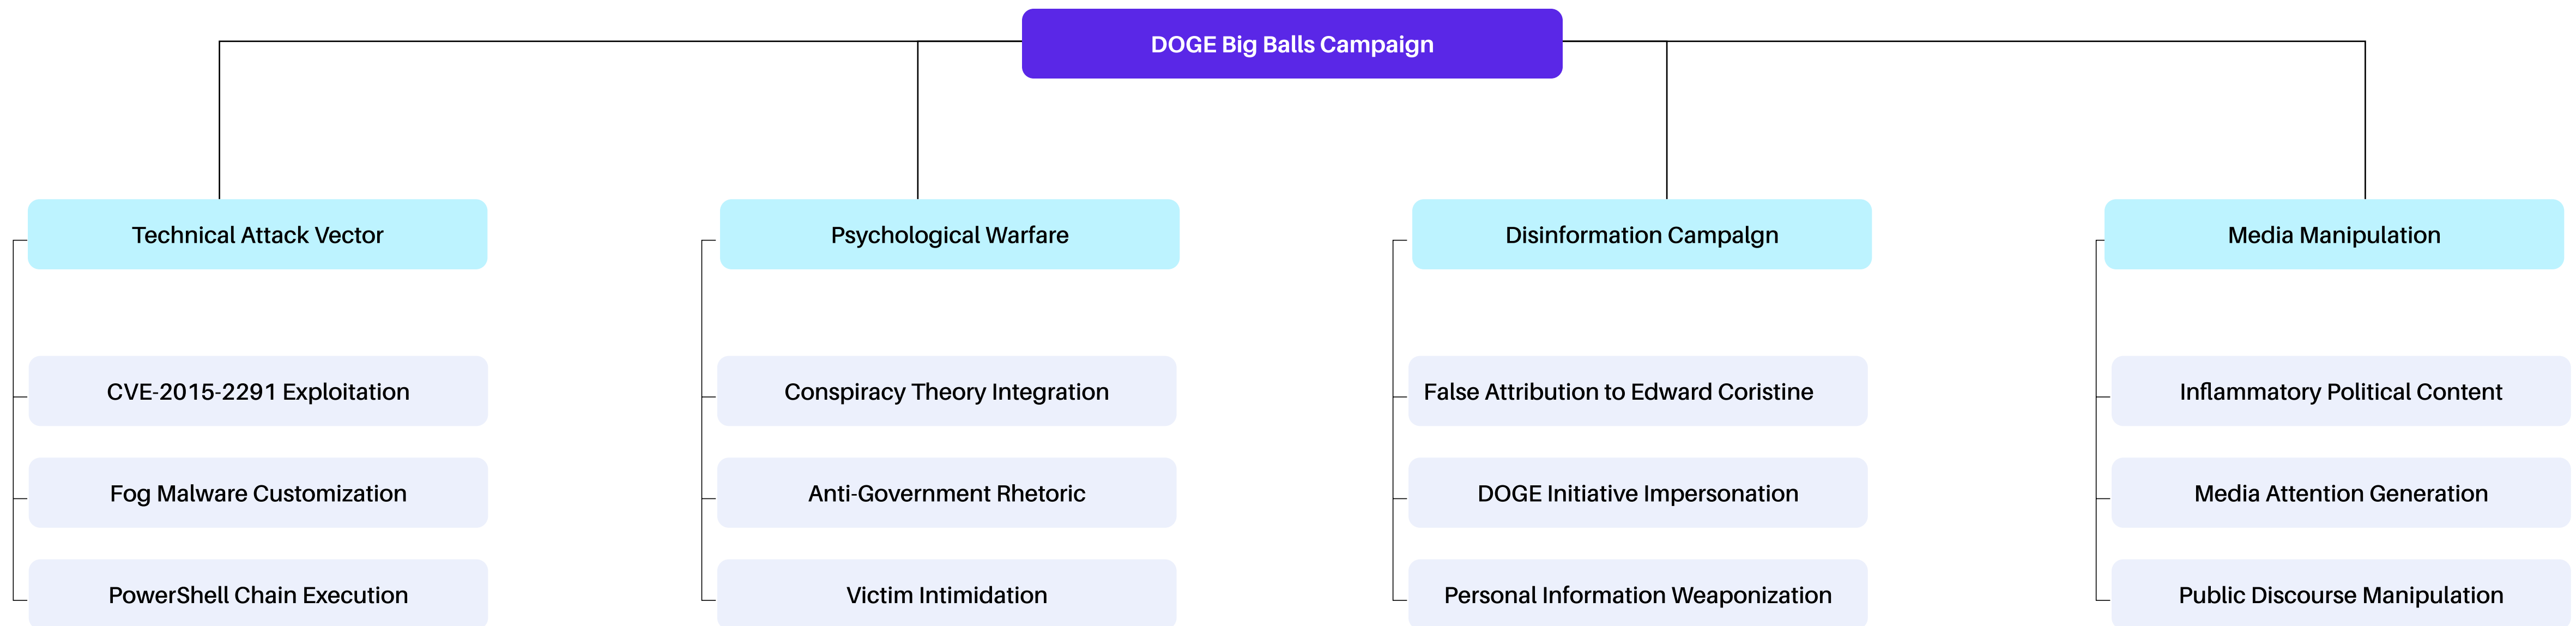 DOGE Big Balls Campaign
Technical Attack Vector
Psychological Warfare
Disinformation Campalgn
Media Manipulation
CVE-2015-2291 Exploitation
Conspiracy Theory Integration
False Attribution to Edward Coristine
Inflammatory Political Content
Fog Malware Customization
Anti-Government Rhetoric
DOGE Initiative Impersonation
Media Attention Generation
PowerShell Chain Execution
Victim Intimidation
Personal Information Weaponization
Public Discourse Manipulation